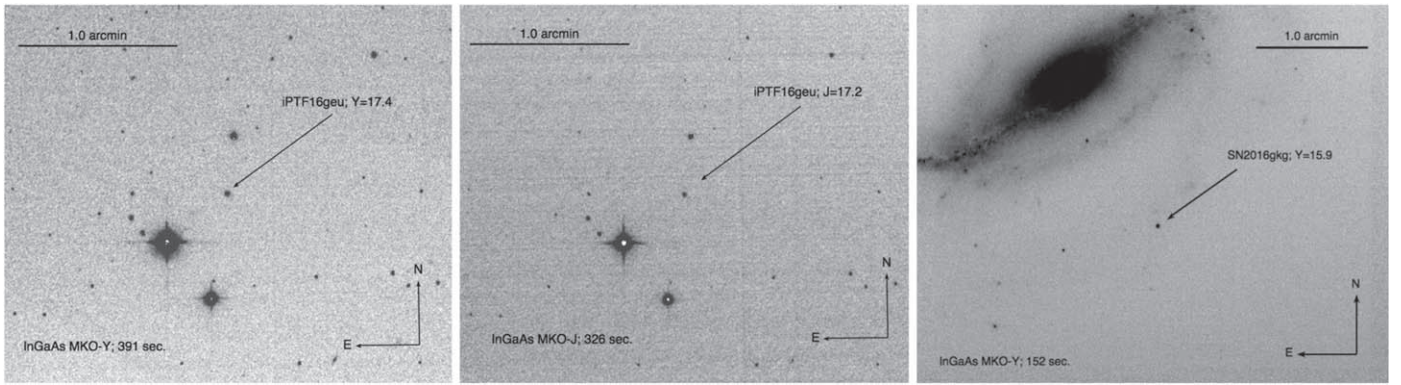 1.0 arcmin
iPTF16geu; Y=17.4
N
E
InGaAs MKO-Y; 391 sec.
1.0 arcmin
iPTF16geu; J=17.2
N
E
InGaAs MKO-J; 326 sec.
1.0 arcmin
SN2016gkg; Y=15.9
N
E
InGaAs MKO-Y; 152 sec.